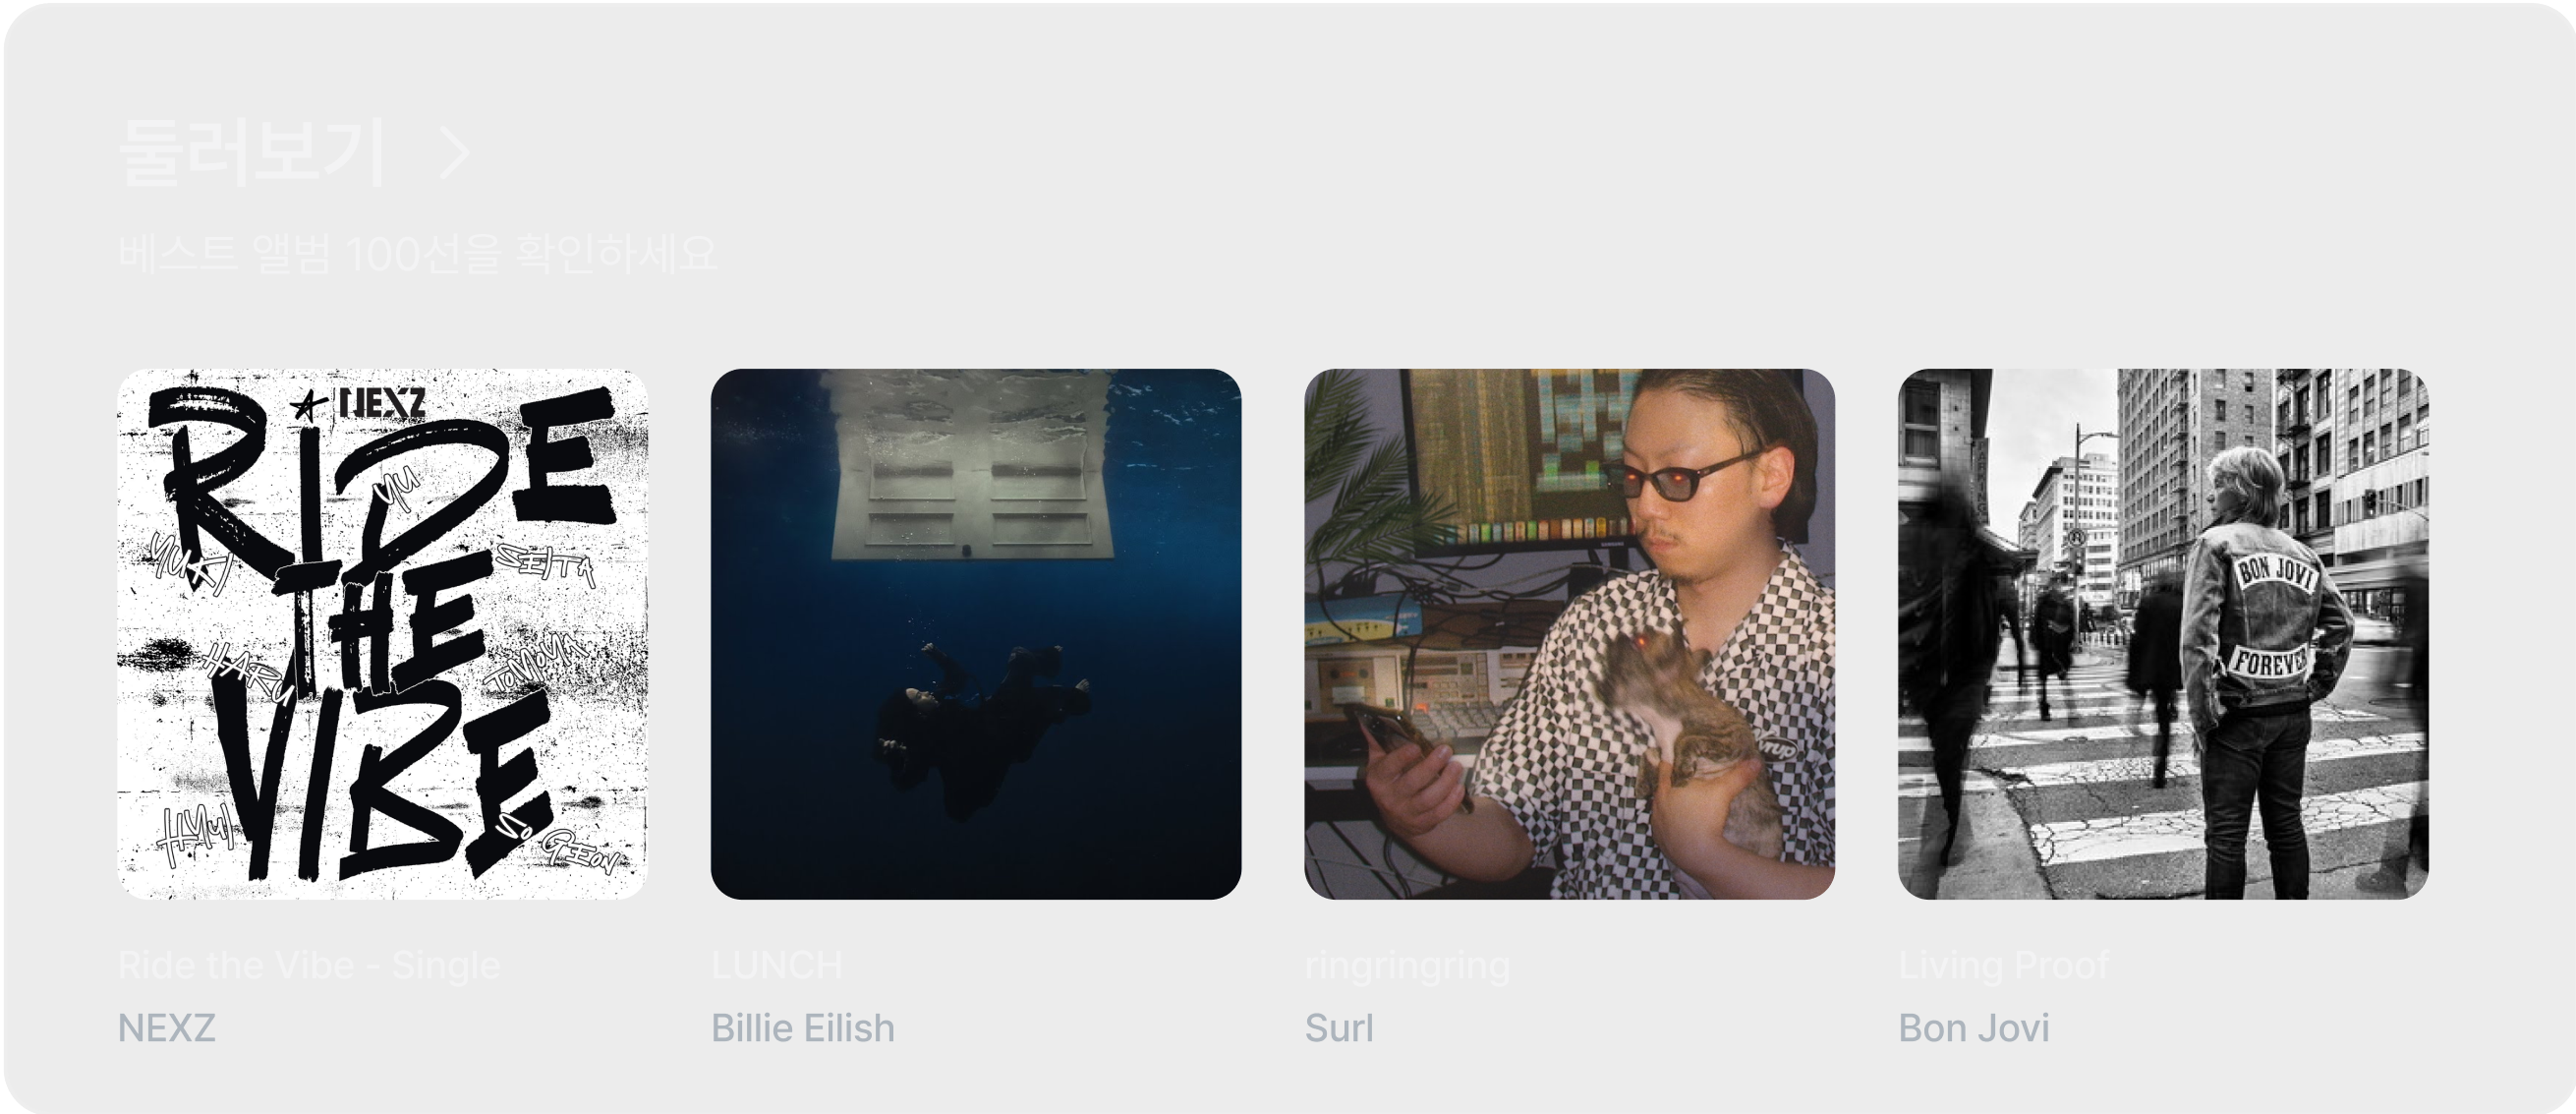 둘러보기
베스트 앨범 100선을 확인하세요
NEXZ
RIDE
YU
YUKI
SEITA
THE
HARU
TOMOYA
VIBE
HYUI
SO GEON
PARKING
BON JOVI
FOREVER
Ride the Vibe - Single
LUNCH
ringringring
Living Proof
NEXZ
Billie Eilish
Surl
Bon Jovi